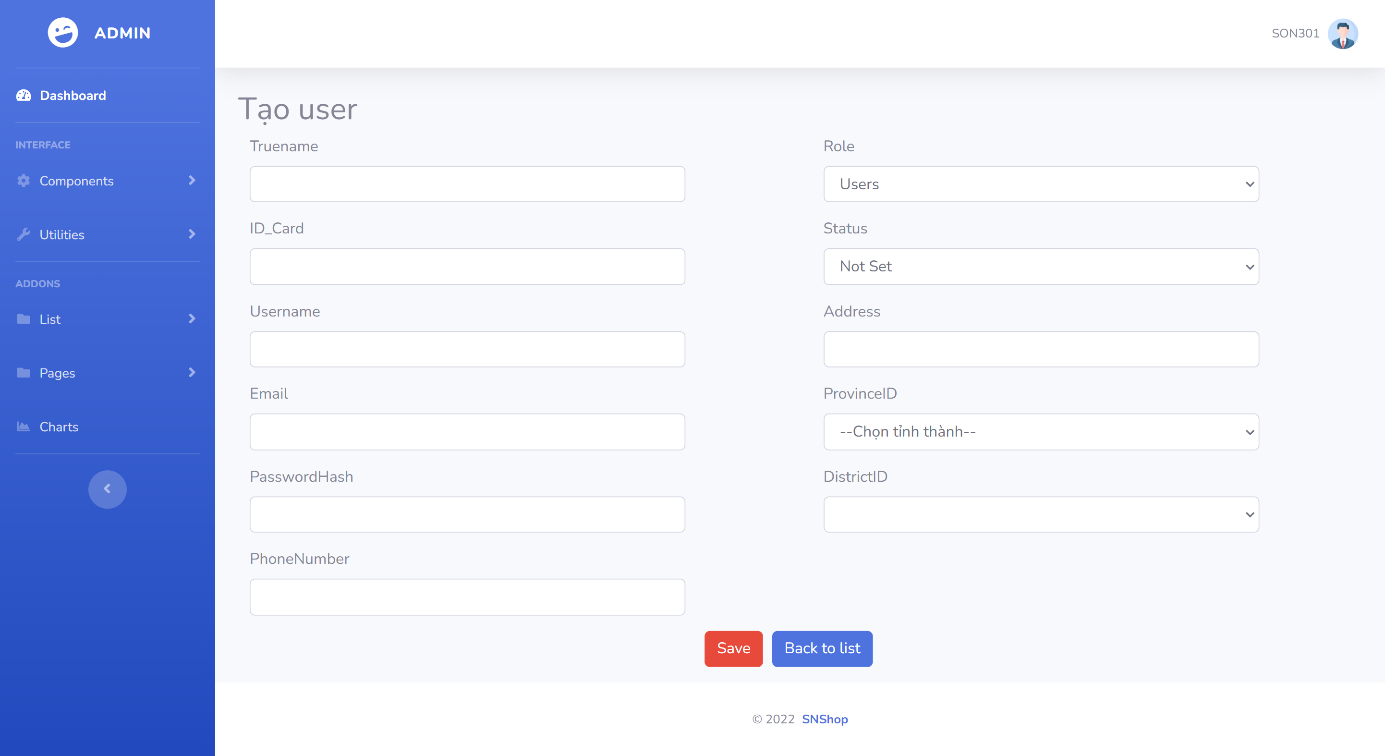 ADMIN
SON301
Dashboard
INTERFACE
Components
Utilities
ADDONS
List
Pages
Charts
Tạo user
Truename
ID_Card
Username
Email
PasswordHash
PhoneNumber
Role
Users
Status
Not Set
Address
ProvinceID
--Chọn tỉnh thành--
DistrictID
Save
Back to list
© 2022 SNShop